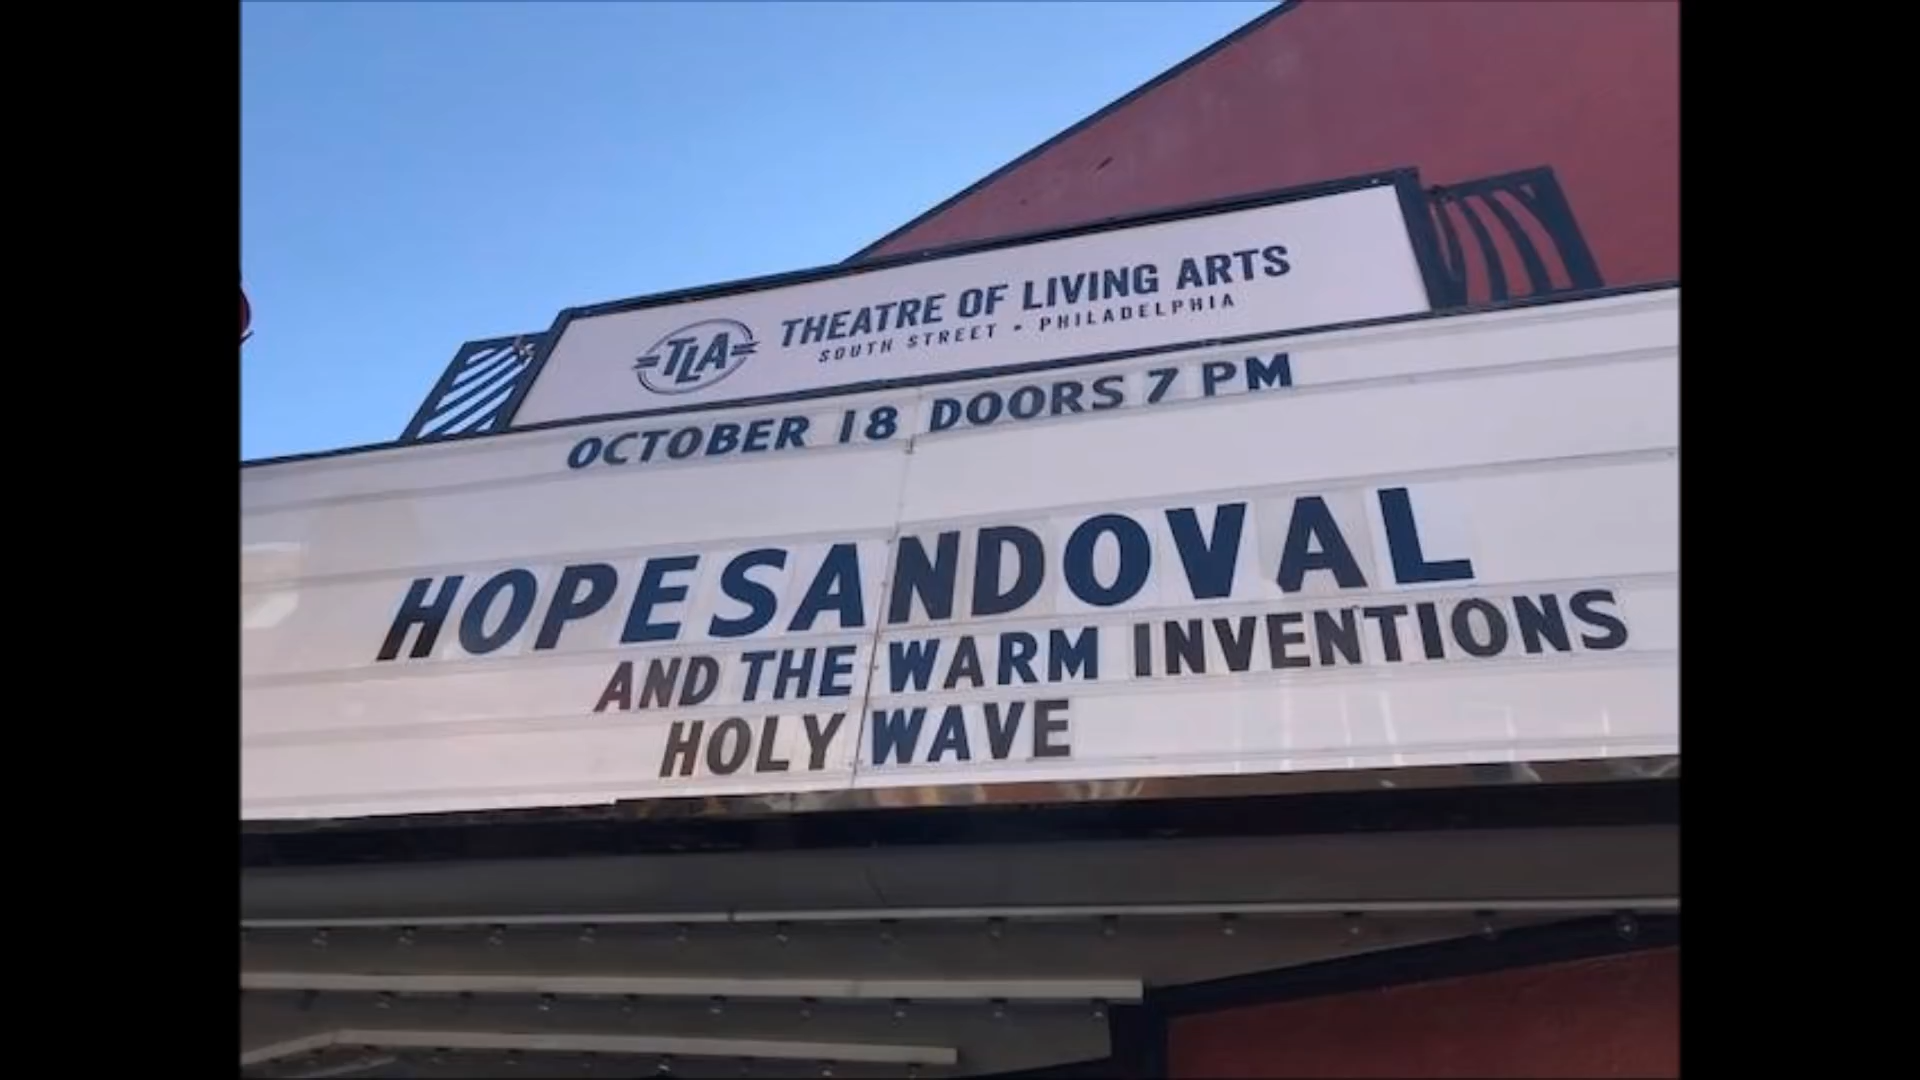 TLA THEATRE OF LIVING ARTS
SOUTH STREET • PHILADELPHIA
OCTOBER 18 DOORS 7 PM
HOPESANDOVAL
AND THE WARM INVENTIONS
HOLY WAVE